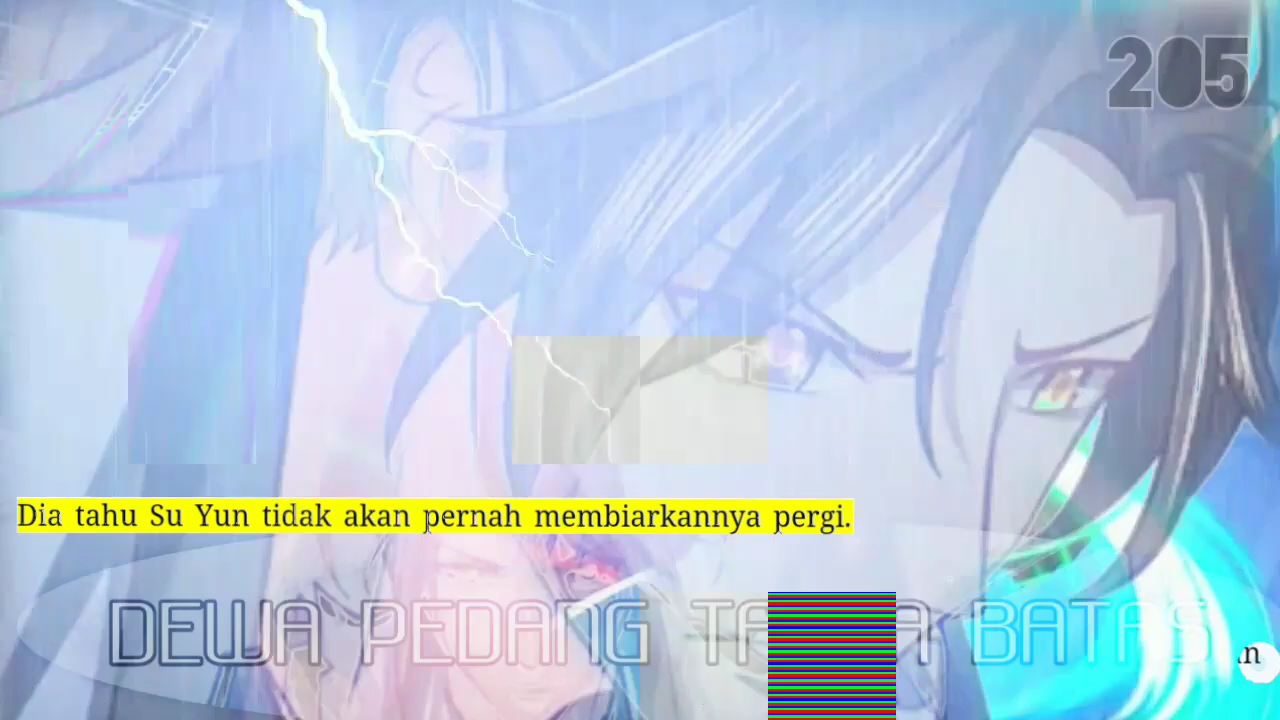 205
Dia tahu Su Yun tidak akan pernah membiarkannya pergi.
DEWA PEDANG BATAS